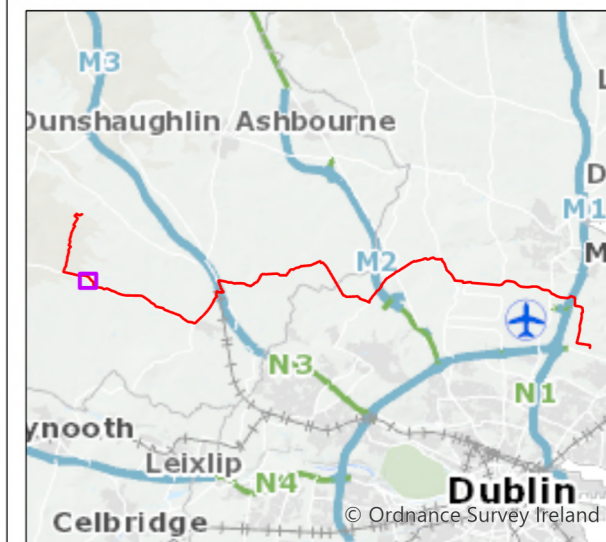 M3
L
Dunshaughlin Ashbourne
D
M1
M
M2
N3
N1
ynooth
Leixlip
N4
Dublin
Celbridge
© Ordnance Survey Ireland